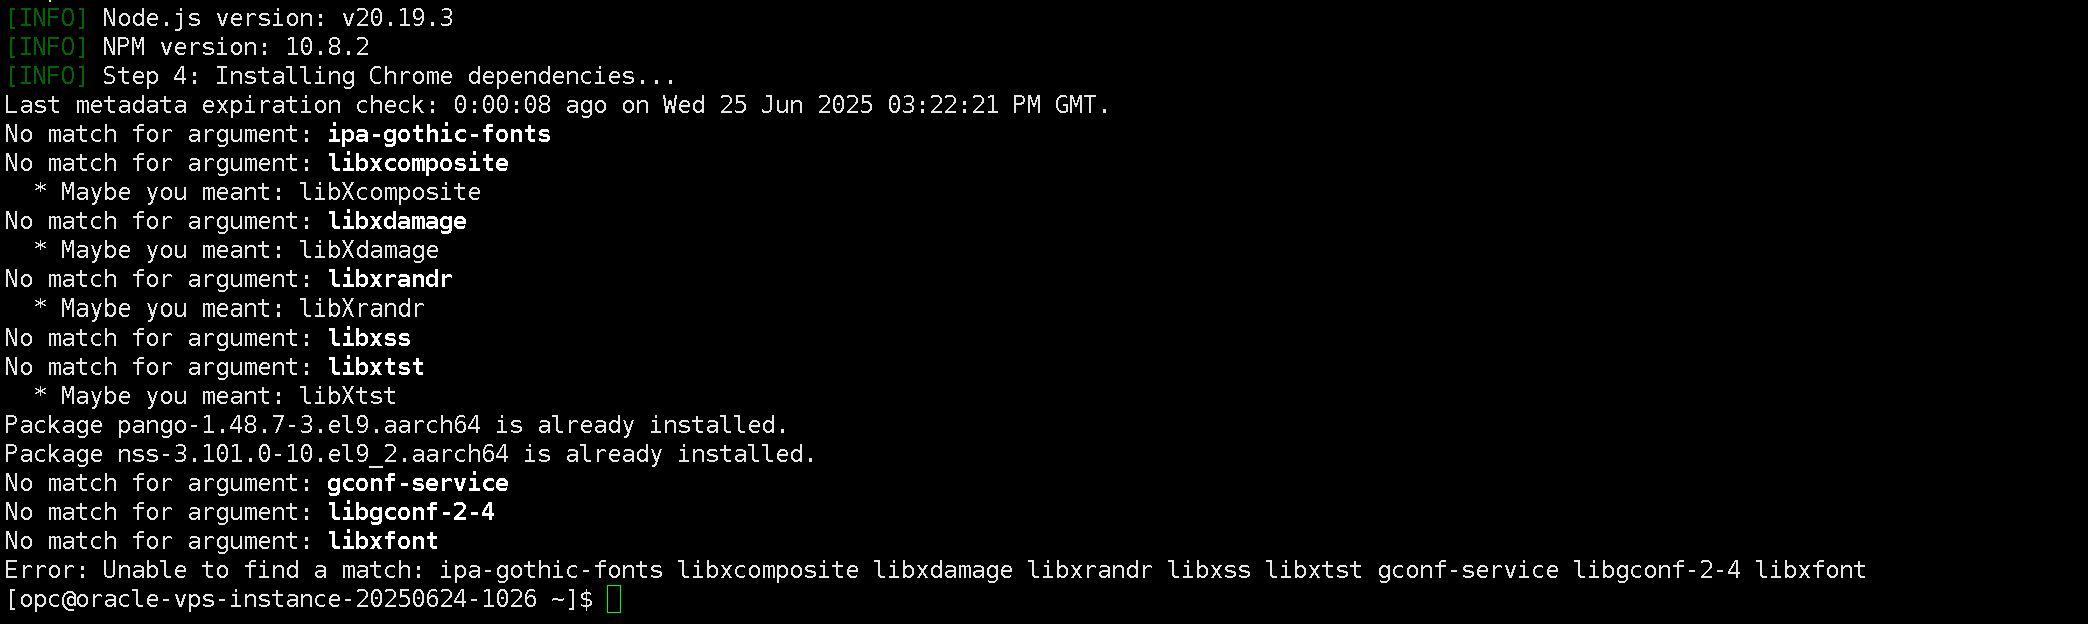 [INFO] Node.js version: v20.19.3
[INFO] NPM version: 10.8.2
[INFO] Step 4: Installing Chrome dependencies...
Last metadata expiration check: 0:00:08 ago on Wed 25 Jun 2025 03:22:21 PM GMT.
No match for argument: ipa-gothic-fonts
No match for argument: libxcomposite
  * Maybe you meant: libXcomposite
No match for argument: libxdamage
  * Maybe you meant: libXdamage
No match for argument: libxrandr
  * Maybe you meant: libXrandr
No match for argument: libxss
No match for argument: libxtst
  * Maybe you meant: libXtst
Package pango-1.48.7-3.el9.aarch64 is already installed.
Package nss-3.101.0-10.el9_2.aarch64 is already installed.
No match for argument: gconf-service
No match for argument: libgconf-2-4
No match for argument: libxfont
Error: Unable to find a match: ipa-gothic-fonts libxcomposite libxdamage libxrandr libxss libxtst gconf-service libgconf-2-4 libxfont
[opc@oracle-vps-instance-20250624-1026 ~]$